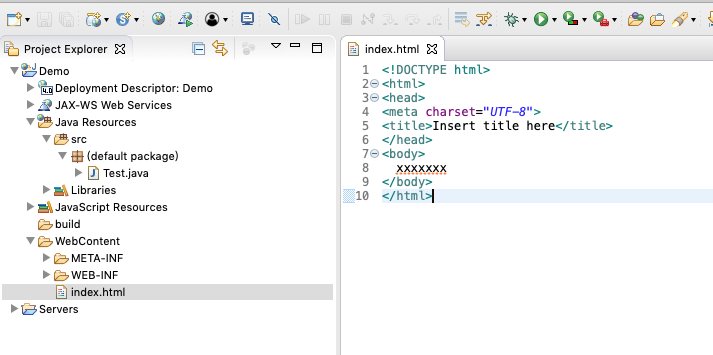 Project Explorer
Demo
Deployment Descriptor: Demo
JAX-WS Web Services
Java Resources
src
(default package)
Test.java
Libraries
JavaScript Resources
build
WebContent
META-INF
WEB-INF
index.html
Servers
index.html
1 <!DOCTYPE html>
2 <html>
3 <head>
4 <meta charset="UTF-8">
5 <title>Insert title here</title>
6 </head>
7 <body>
8 xxxxxxx
9 </body>
10 </html>